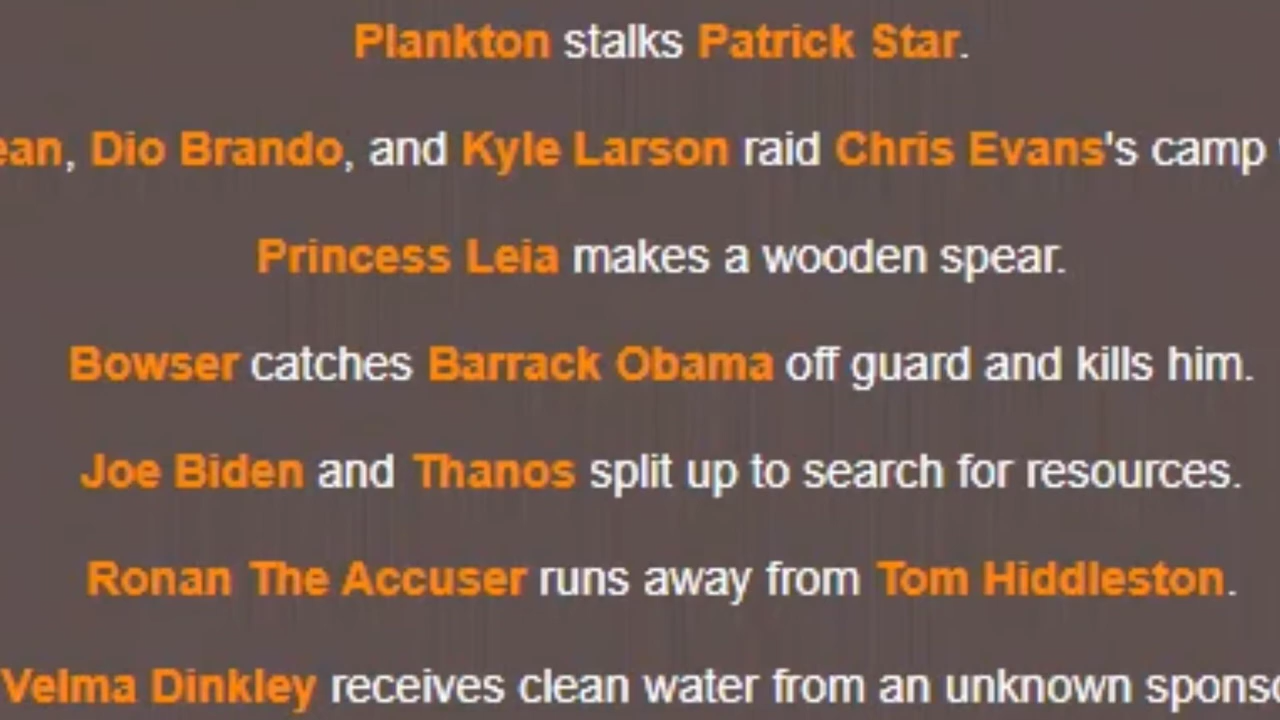 Plankton stalks Patrick Star.
ean, Dio Brando, and Kyle Larson raid Chris Evans's camp
Princess Leia makes a wooden spear.
Bowser catches Barrack Obama off guard and kills him.
Joe Biden and Thanos split up to search for resources.
Ronan The Accuser runs away from Tom Hiddleston.
Velma Dinkley receives clean water from an unknown sponso